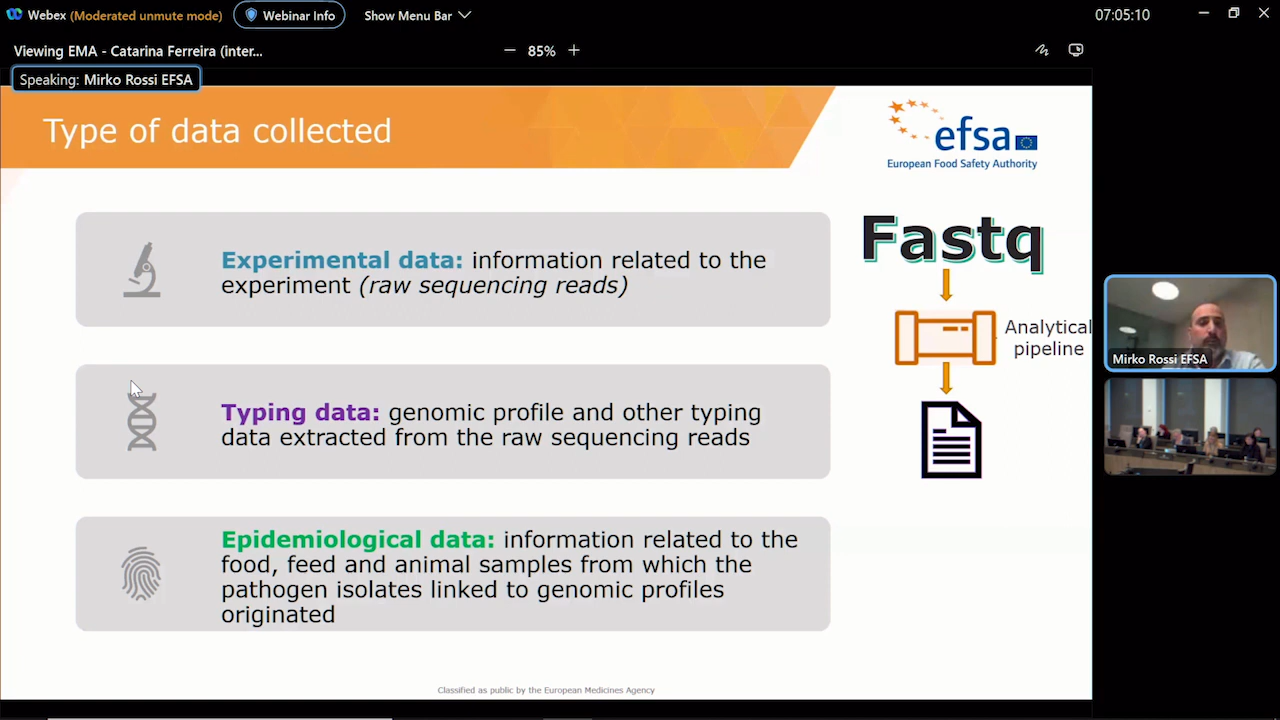 Webex (Moderated unmute mode) Webinar Info Show Menu Bar 07:05:10
Viewing EMA - Catarina Ferreira (inter... 85%
Speaking: Mirko Rossi EFSA
Type of data collected
efsa
European Food Safety Authority
Experimental data: information related to the
experiment (raw sequencing reads)
Typing data: genomic profile and other typing
data extracted from the raw sequencing reads
Epidemiological data: information related to the
food, feed and animal samples from which the
pathogen isolates linked to genomic profiles
originated
Fastq
Analytical
pipeline
Classified as public by the European Medicines Agency
Mirko Rossi EFSA